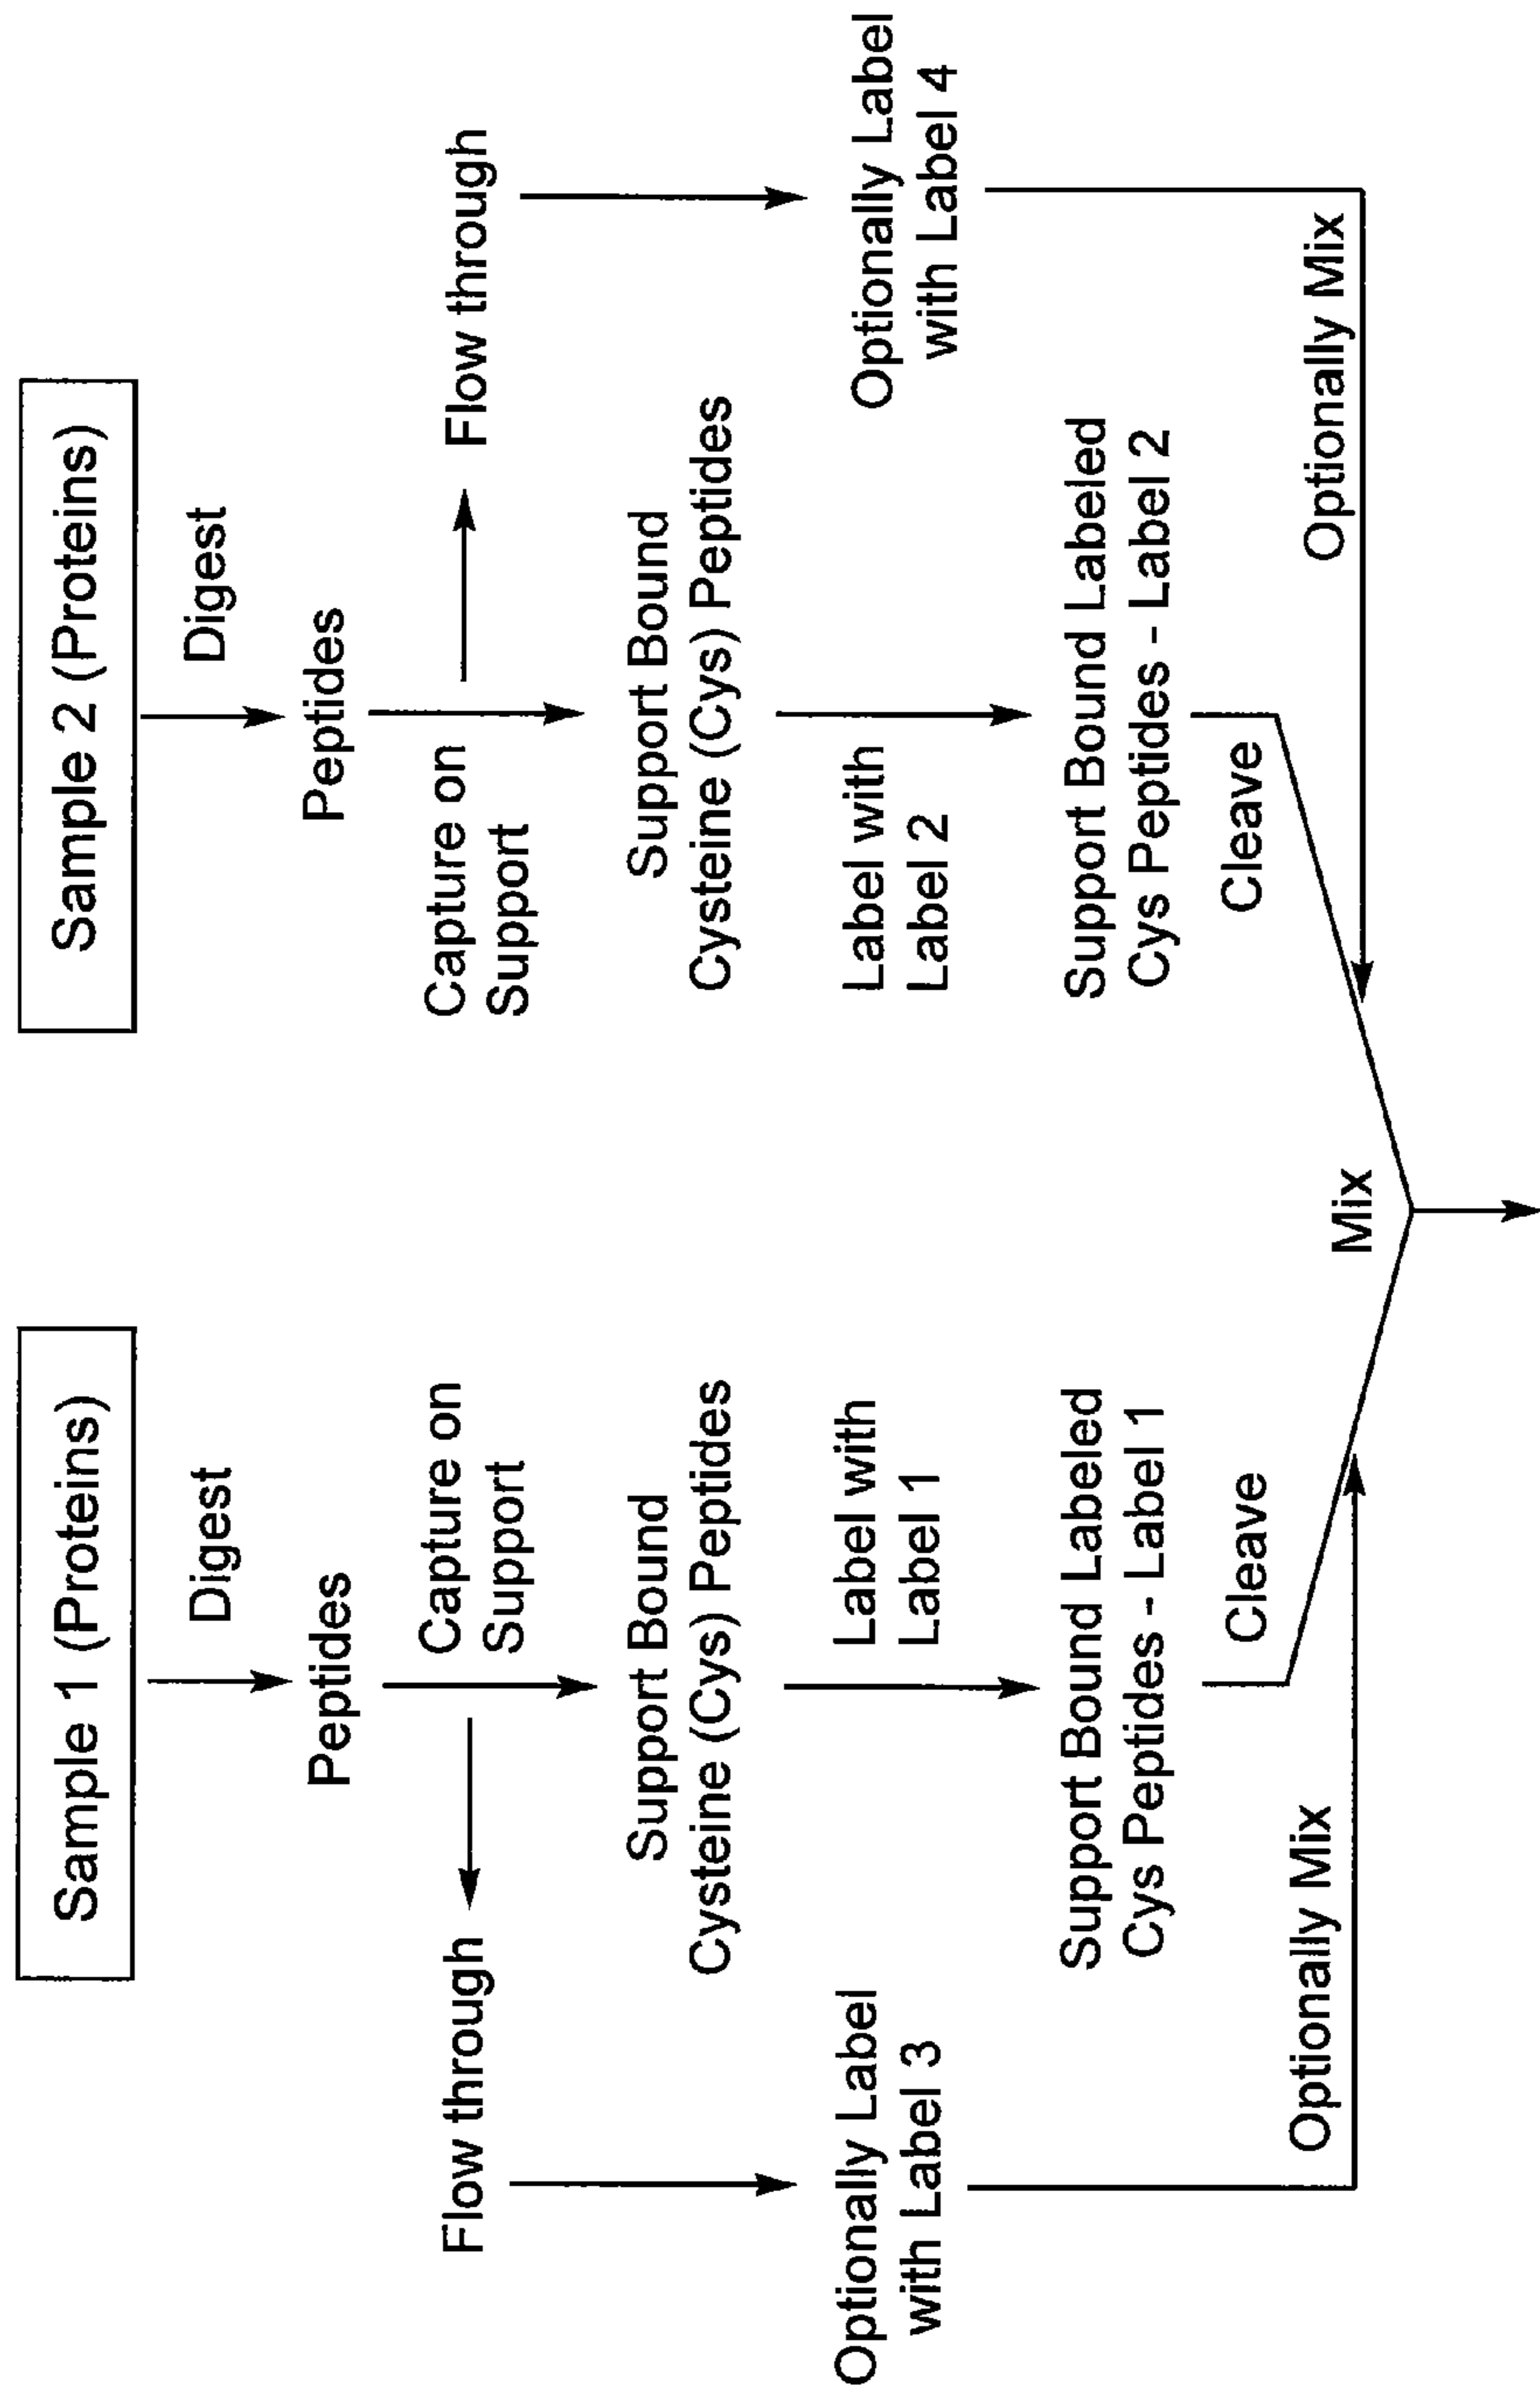 Sample 1 (Proteins)
Digest
Peptides
Capture on
Support
Flow through
Support Bound
Cysteine (Cys) Peptides
Optionally Label
with Label 3
Label with
Label 1
Support Bound Labeled
Cys Peptides - Label 1
Cleave
Optionally Mix
Sample 2 (Proteins)
Digest
Peptides
Capture on
Support
Flow through
Support Bound
Cysteine (Cys) Peptides
Label with
Label 2
Optionally Label
with Label 4
Support Bound Labeled
Cys Peptides - Label 2
Cleave
Optionally Mix
Mix